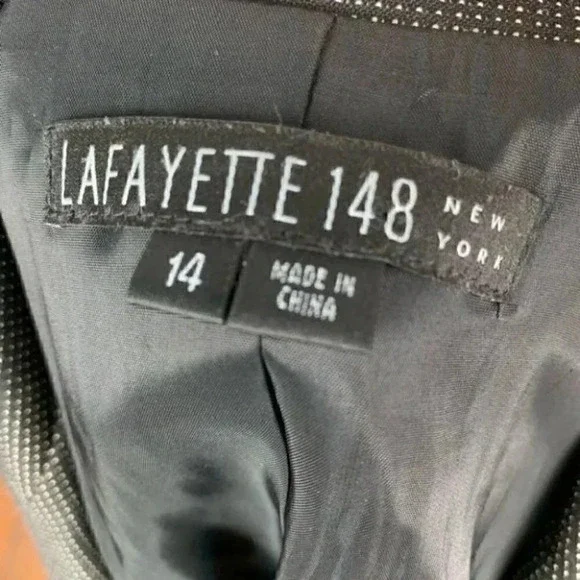 LAFAYETTE 148 NEW YORK
14
MADE IN
CHINA